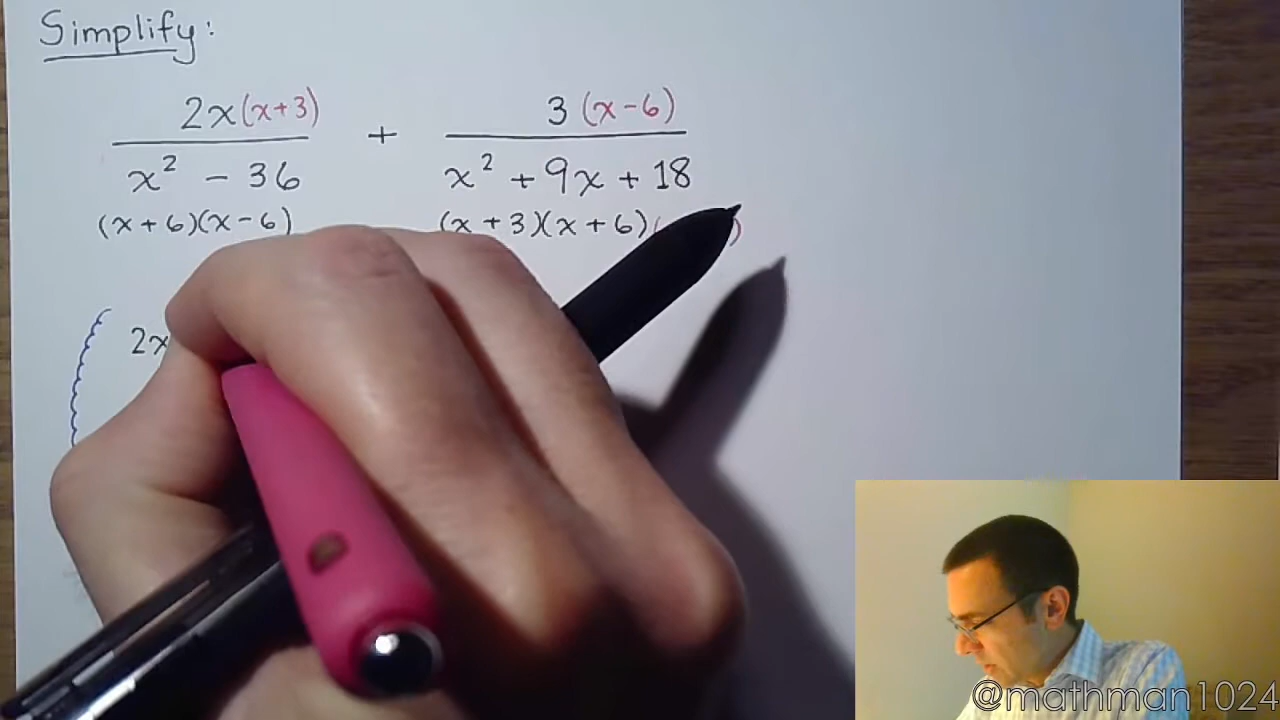 Simplify:
2x(x+3) + 3(x-6)
x² - 36 x² + 9x + 18
(x+6)(x-6) (x+3)(x+6)
2x
@mathman1024